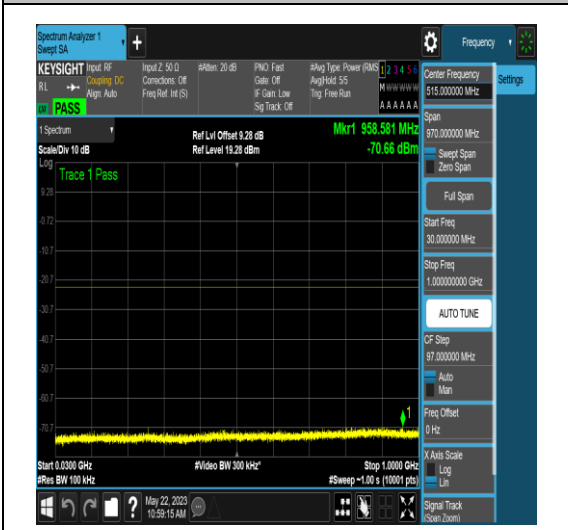 Spectrum Analyzer 1
Swept SA
+
Frequency
KEYSIGHT
RL
PASS
Input: RF
Coupling: DC
Align: Auto
Input Z: 50 Ω
Corrections: Off
Freq Ref: Int (S)
#Atten: 20 dB
PNO: Fast
Gate: Off
IF Gain: Low
Sig Track: Off
#Avg Type: Power (RMS
Avg|Hold: 5/5
Trig: Free Run
1 2 3 4 5 6
M W W W W W
A A A A A A
Center Frequency
515.000000 MHz
Settings
1 Spectrum
Scale/Div 10 dB
Ref Lvl Offset 9.28 dB
Ref Level 19.28 dBm
Mkr1 958.581 MHz
-70.66 dBm
Span
970.000000 MHz
Swept Span
Zero Span
Full Span
Log
Trace 1 Pass
9.28
-0.72
-10.7
-20.7
-30.7
-40.7
-50.7
-60.7
-70.7
1
Start Freq
30.000000 MHz
Stop Freq
1.000000000 GHz
AUTO TUNE
CF Step
97.000000 MHz
Auto
Man
Freq Offset
0 Hz
X Axis Scale
Log
Lin
Signal Track
(Span Zoom)
Start 0.0300 GHz
#Res BW 100 kHz
#Video BW 300 kHz*
Stop 1.0000 GHz
#Sweep ~1.00 s (10001 pts)
?
May 22, 2023
10:59:15 AM